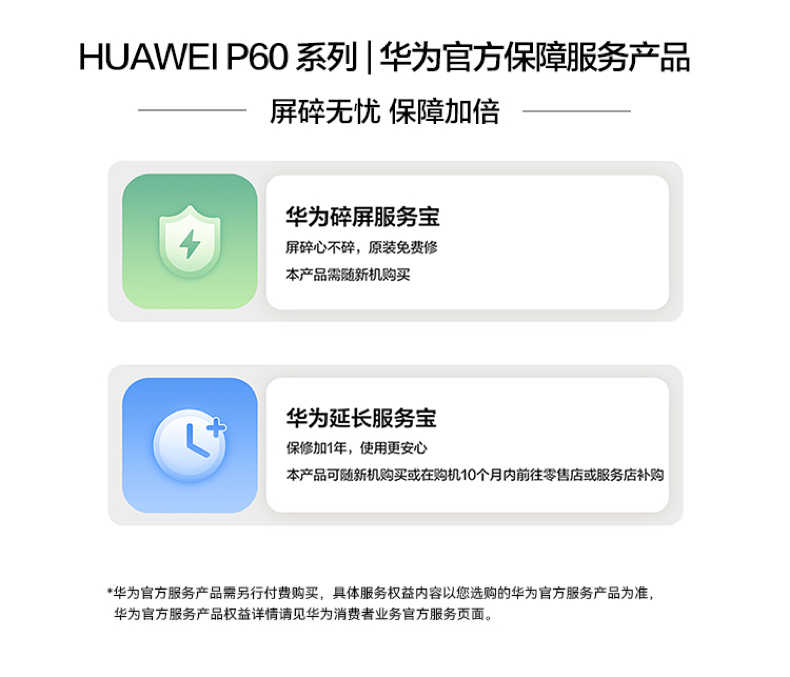 HUAWEI P60 系列 | 华为官方保障服务产品
屏碎无忧 保障加倍
华为碎屏服务宝
屏碎心不碎，原装免费修
本产品需随新机购买
华为延长服务宝
保修加1年，使用更安心
本产品可随新机购买或在购机10个月内前往零售店或服务店补购
*华为官方服务产品需另行付费购买，具体服务权益内容以您选购的华为官方服务产品为准，
华为官方服务产品权益详情请见华为消费者业务官方服务页面。